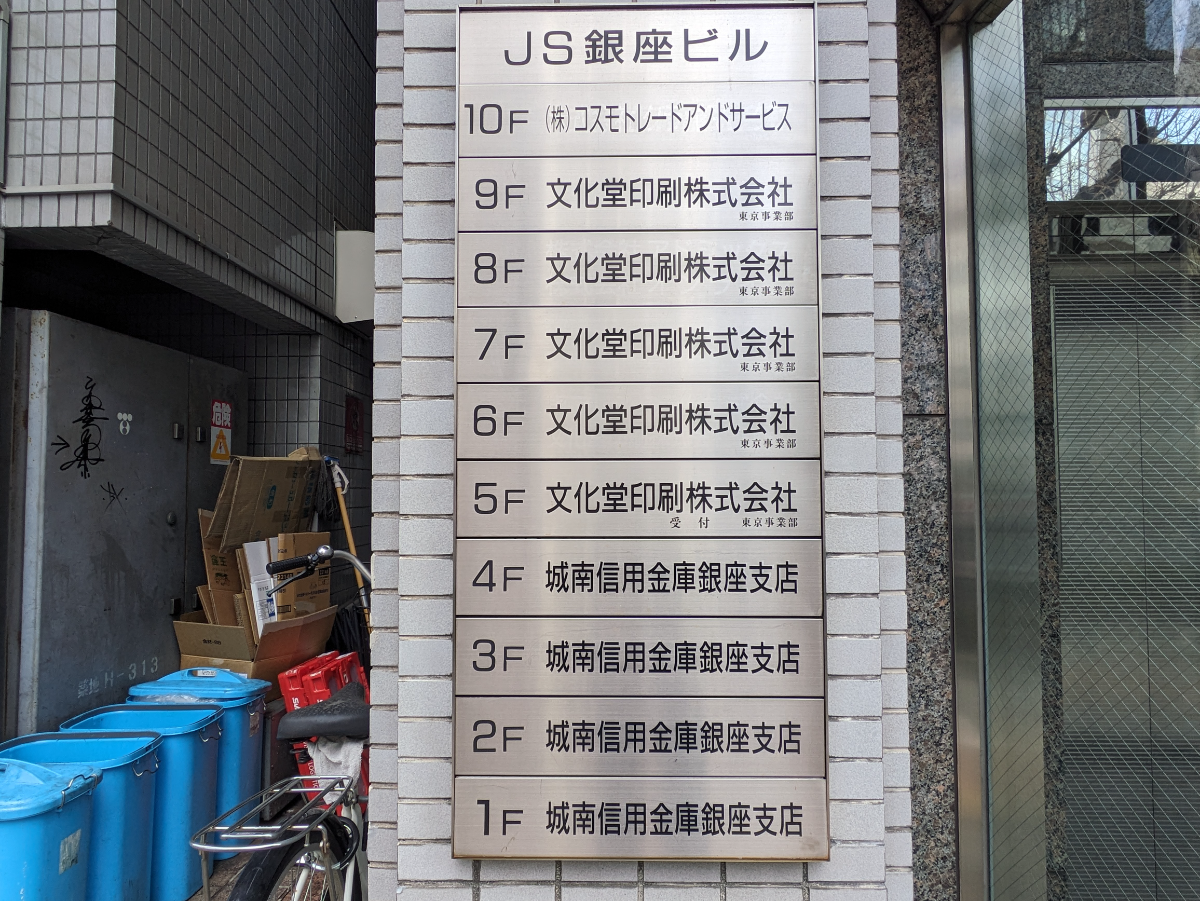 JS銀座ビル
10F (株)コスモトレードアンドサービス
9F 文化堂印刷株式会社
東京事業部
8F 文化堂印刷株式会社
東京事業部
7F 文化堂印刷株式会社
東京事業部
6F 文化堂印刷株式会社
東京事業部
5F 文化堂印刷株式会社
受付 東京事業部
4F 城南信用金庫銀座支店
3F 城南信用金庫銀座支店
2F 城南信用金庫銀座支店
1F 城南信用金庫銀座支店
危険
H-313